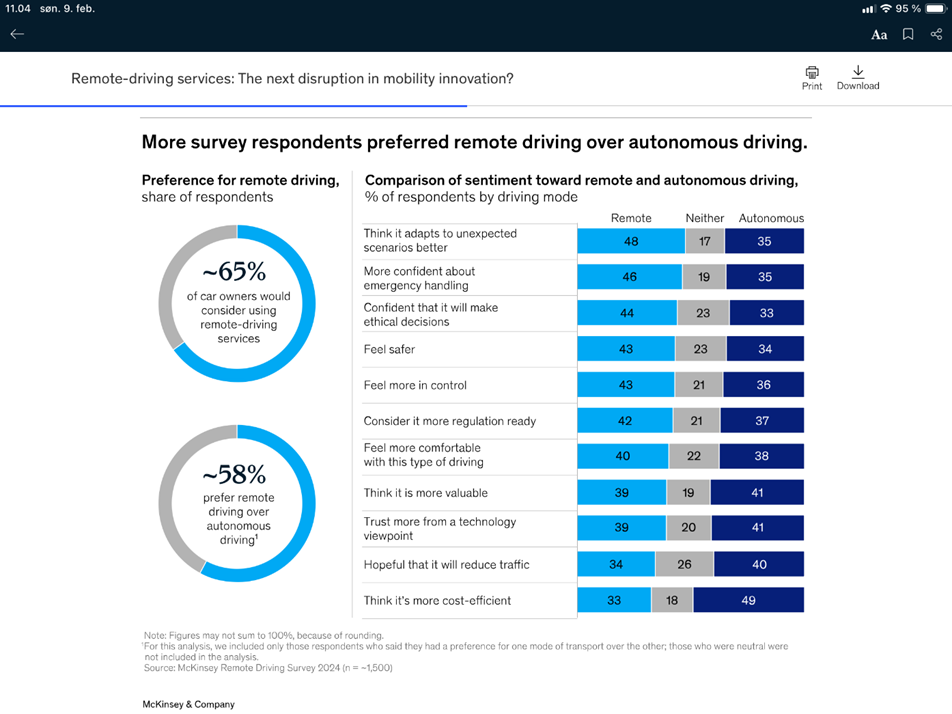 11.04 søn. 9. feb.
95 %
Aa
Remote-driving services: The next disruption in mobility innovation?
Print
Download
More survey respondents preferred remote driving over autonomous driving.
Preference for remote driving,
share of respondents
~65%
of car owners would
consider using
remote-driving
services
~58%
prefer remote
driving over
autonomous
driving¹
Comparison of sentiment toward remote and autonomous driving,
% of respondents by driving mode
Remote Neither Autonomous
Think it adapts to unexpected
scenarios better
48 17 35
More confident about
emergency handling
46 19 35
Confident that it will make
ethical decisions
44 23 33
Feel safer
43 23 34
Feel more in control
43 21 36
Consider it more regulation ready
42 21 37
Feel more comfortable
with this type of driving
40 22 38
Think it is more valuable
39 19 41
Trust more from a technology
viewpoint
39 20 41
Hopeful that it will reduce traffic
34 26 40
Think it's more cost-efficient
33 18 49
Note: Figures may not sum to 100%, because of rounding.
¹For this analysis, we included only those respondents who said they had a preference for one mode of transport over the other; those who were neutral were
not included in the analysis.
Source: McKinsey Remote Driving Survey 2024 (n = ~1,500)
McKinsey & Company